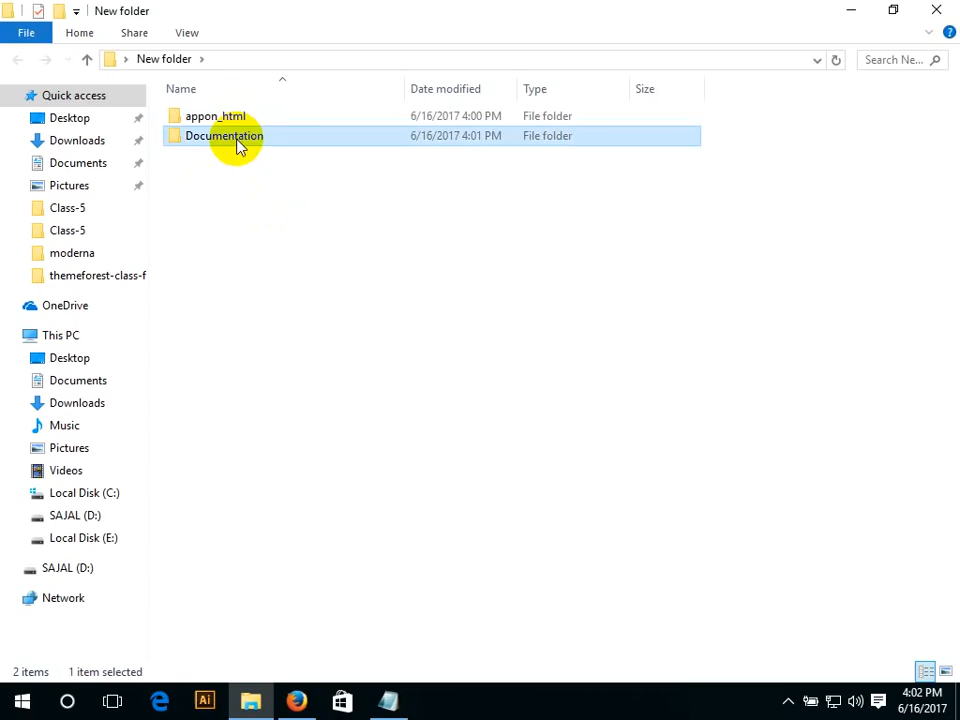 New folder
File Home Share View
New folder Search Ne...
Name Date modified Type Size
Quick access
Desktop
Downloads
Documents
Pictures
Class-5
Class-5
moderna
themeforest-class-f
OneDrive
This PC
Desktop
Documents
Downloads
Music
Pictures
Videos
Local Disk (C:)
SAJAL (D:)
Local Disk (E:)
SAJAL (D:)
Network
appon_html 6/16/2017 4:00 PM File folder
Documentation 6/16/2017 4:01 PM File folder
2 items 1 item selected
Ai
4:02 PM
6/16/2017